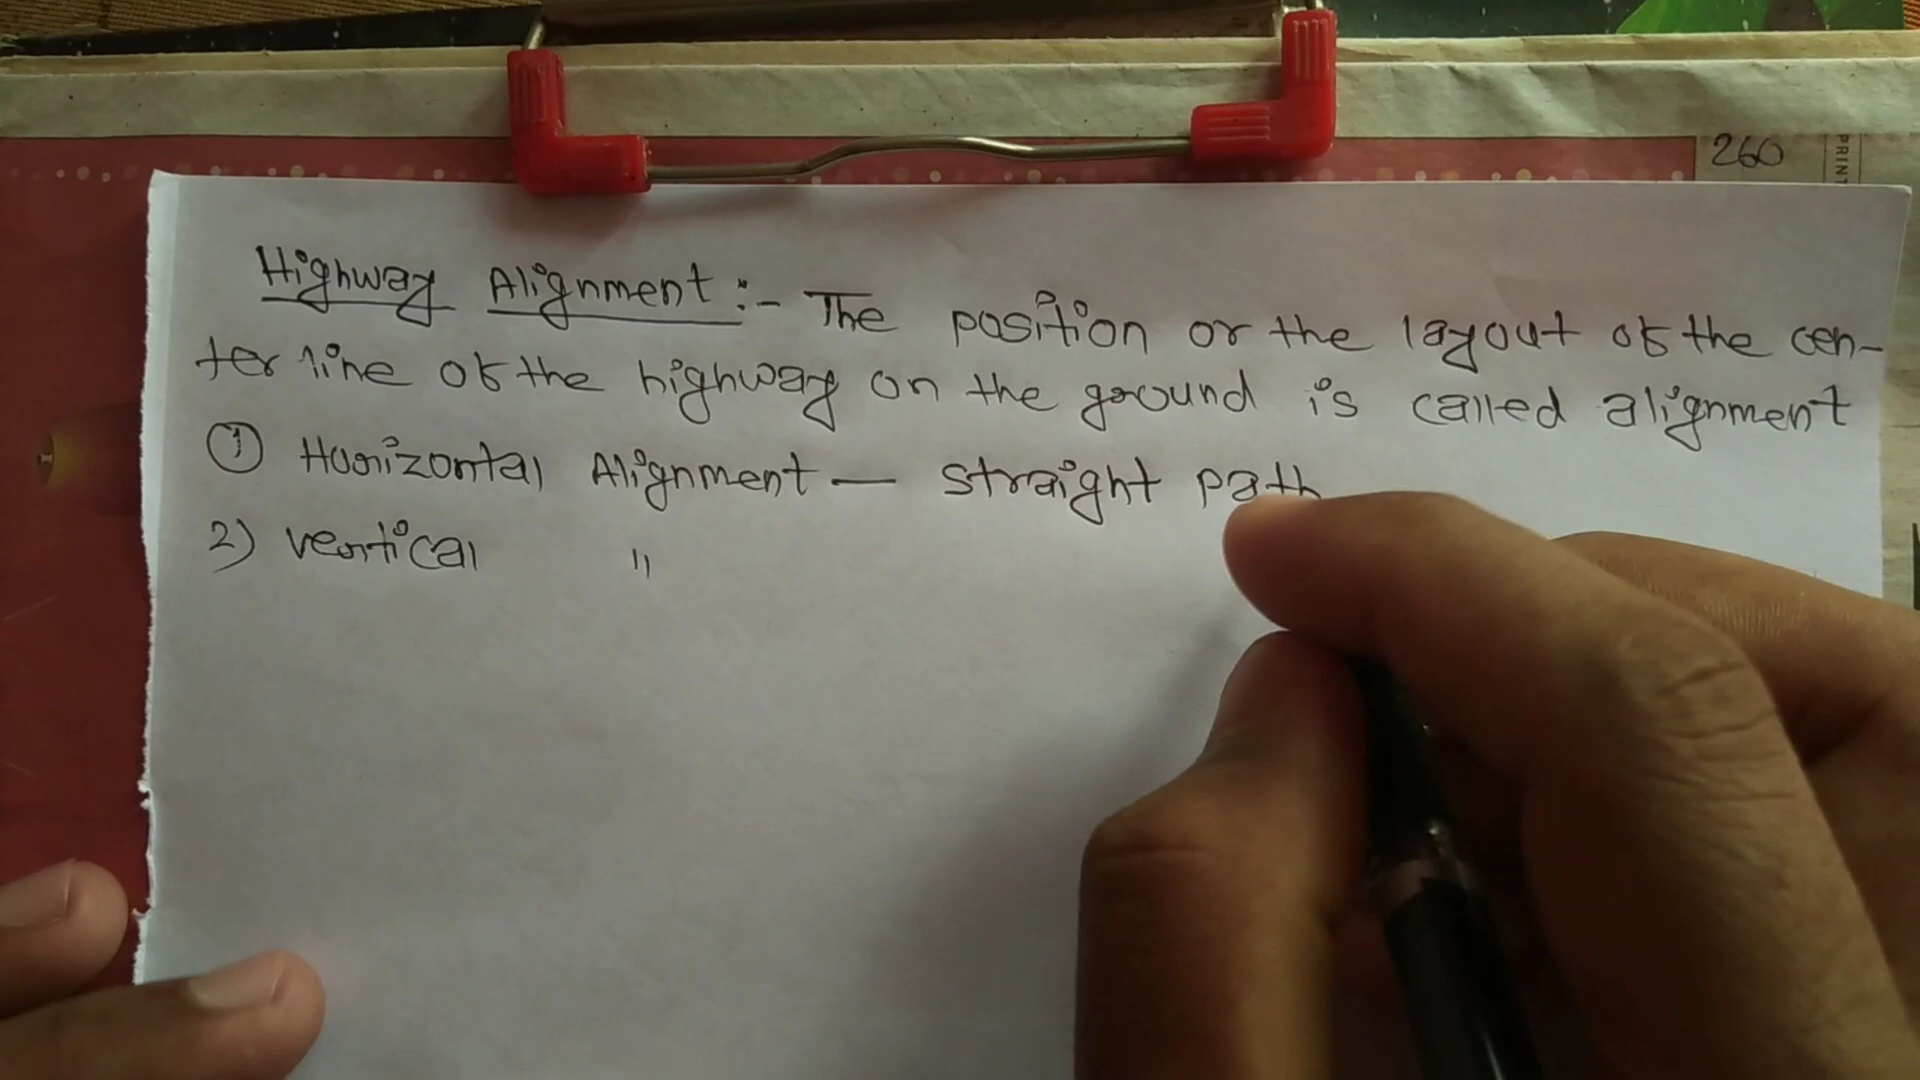 260
PRINT
Highway Alignment :- The position or the layout of the cen-
ter line of the highway on the ground is called alignment
① Horizontal Alignment — straight path
2) vertical "